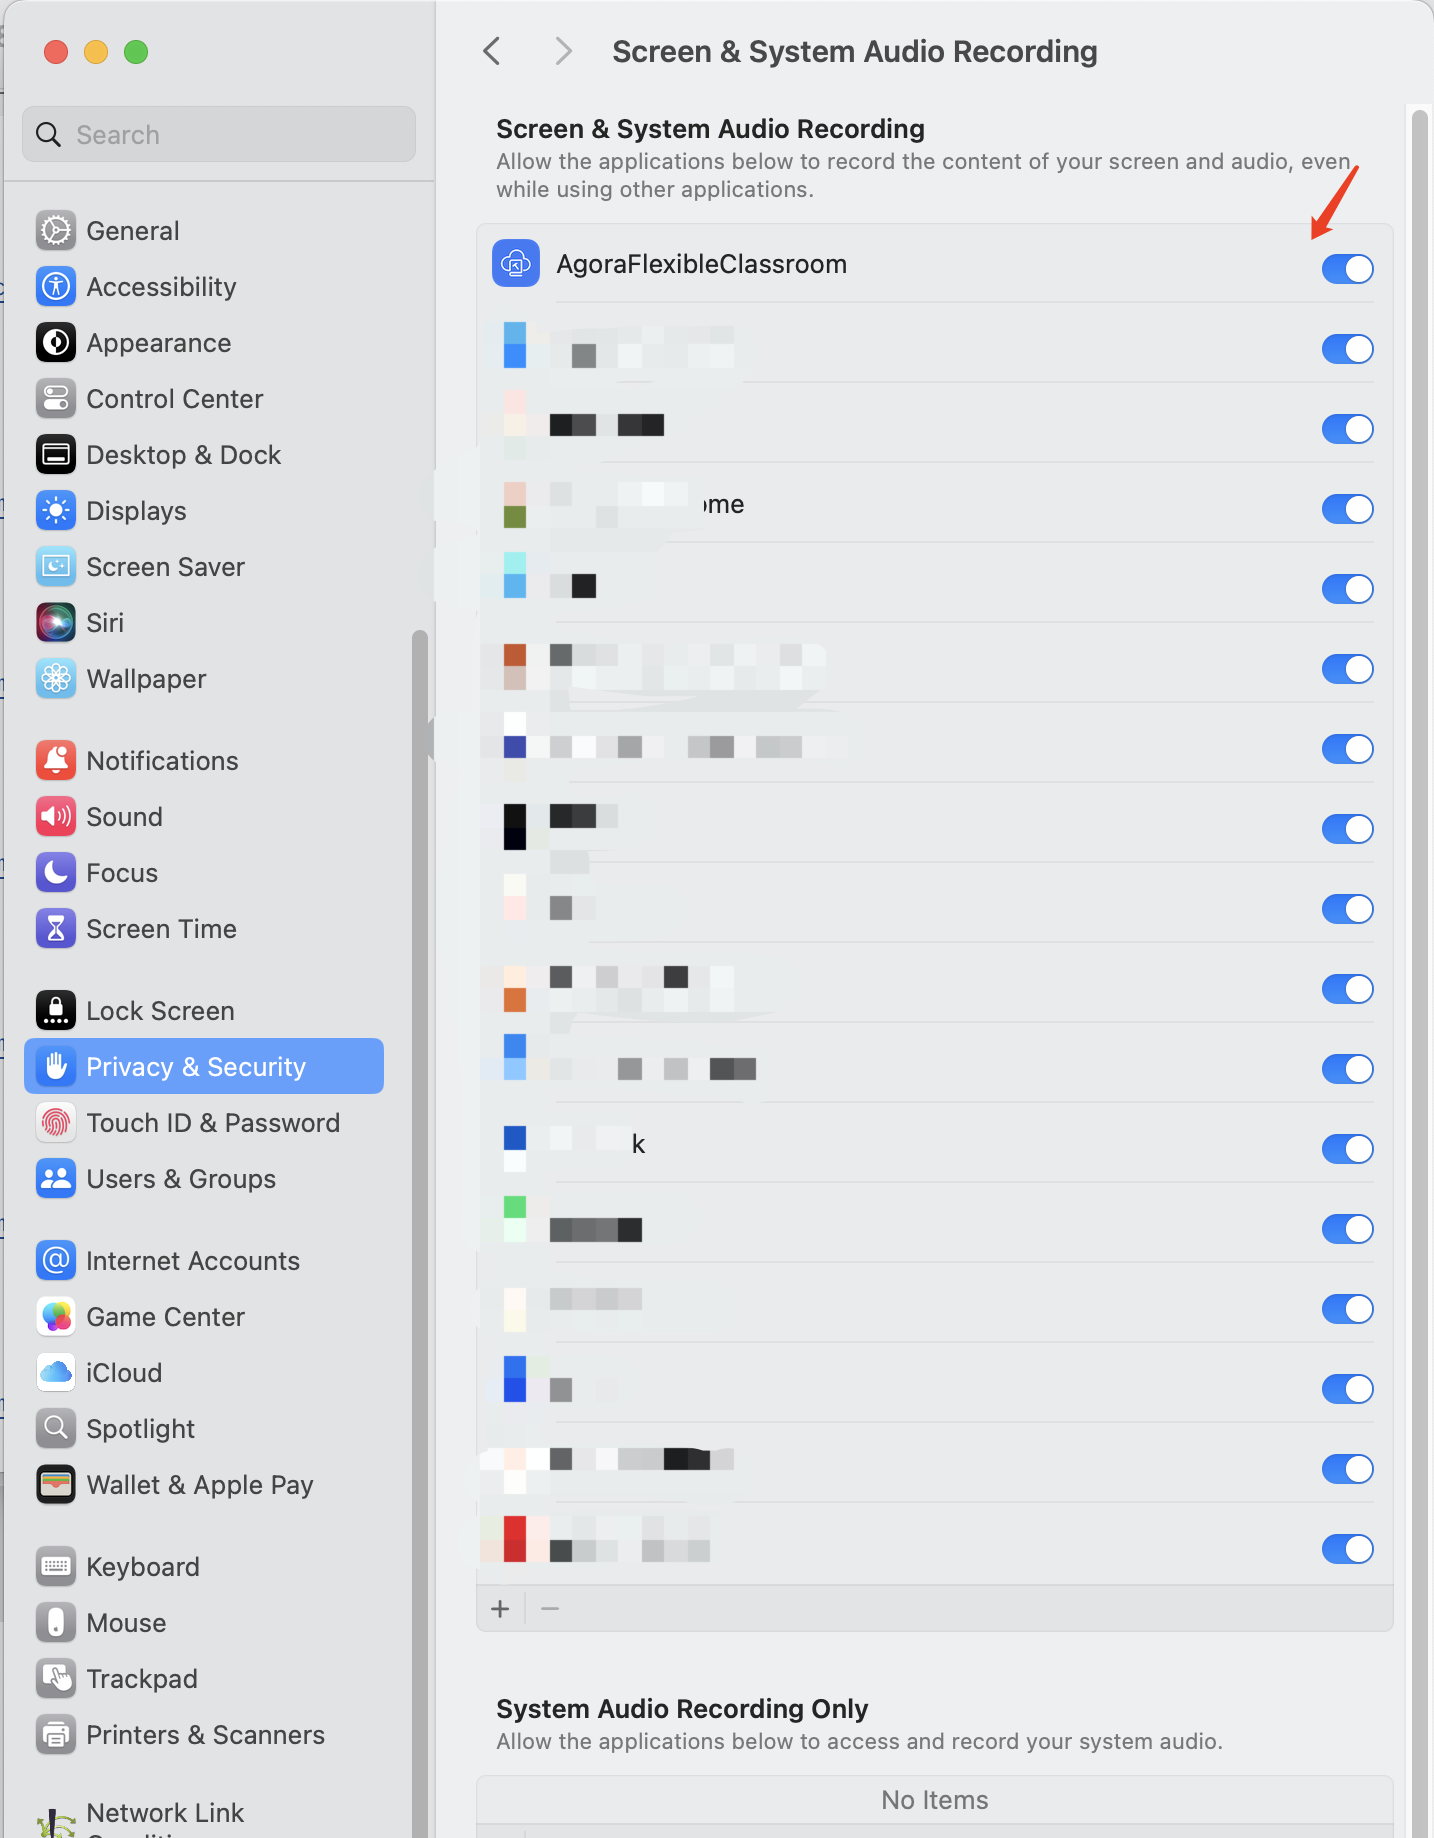 Search
General
Accessibility
Appearance
Control Center
Desktop & Dock
Displays
Screen Saver
Siri
Wallpaper
Notifications
Sound
Focus
Screen Time
Lock Screen
Privacy & Security
Touch ID & Password
Users & Groups
Internet Accounts
Game Center
iCloud
Spotlight
Wallet & Apple Pay
Keyboard
Mouse
Trackpad
Printers & Scanners
Network Link
Screen & System Audio Recording
Screen & System Audio Recording
Allow the applications below to record the content of your screen and audio, even
while using other applications.
AgoraFlexibleClassroom
ome
k
System Audio Recording Only
Allow the applications below to access and record your system audio.
No Items